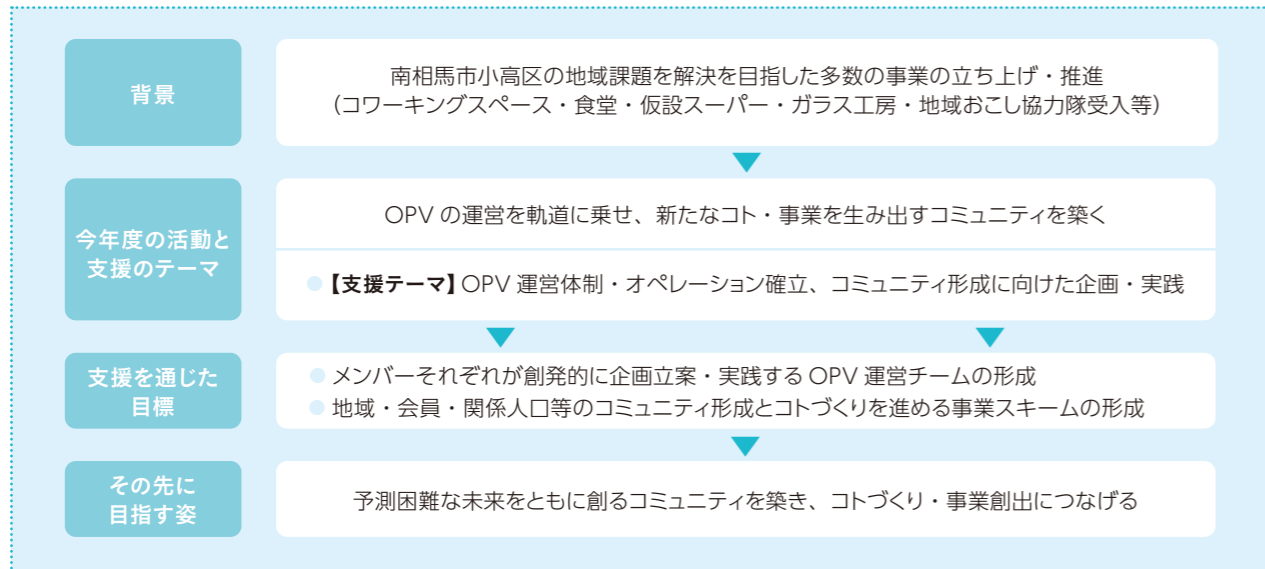 背景
南相馬市小高区の地域課題を解決を目指した多数の事業の立ち上げ・推進
（コワーキングスペース・食堂・仮設スーパー・ガラス工房・地域おこし協力隊受入等）
今年度の活動と
支援のテーマ
OPV の運営を軌道に乗せ、新たなコト・事業を生み出すコミュニティを築く
●【支援テーマ】OPV 運営体制・オペレーション確立、コミュニティ形成に向けた企画・実践
支援を通じた
目標
● メンバーそれぞれが創発的に企画立案・実践する OPV 運営チームの形成
● 地域・会員・関係人口等のコミュニティ形成とコトづくりを進める事業スキームの形成
その先に
目指す姿
予測困難な未来をともに創るコミュニティを築き、コトづくり・事業創出につなげる